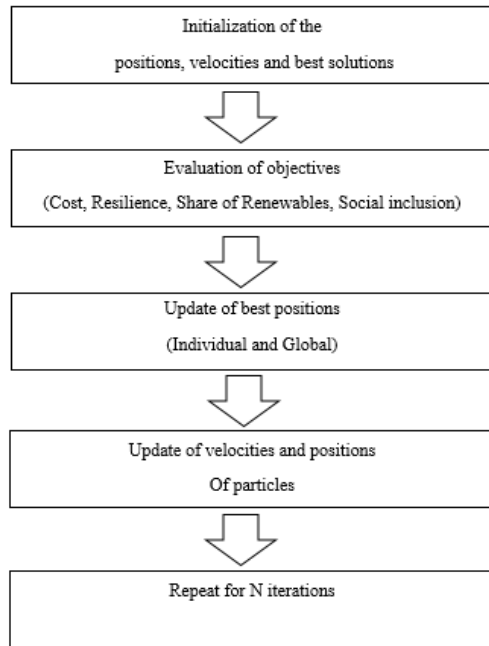 Initialization of the
positions, velocities and best solutions
Evaluation of objectives
(Cost, Resilience, Share of Renewables, Social inclusion)
Update of best positions
(Individual and Global)
Update of velocities and positions
Of particles
Repeat for N iterations